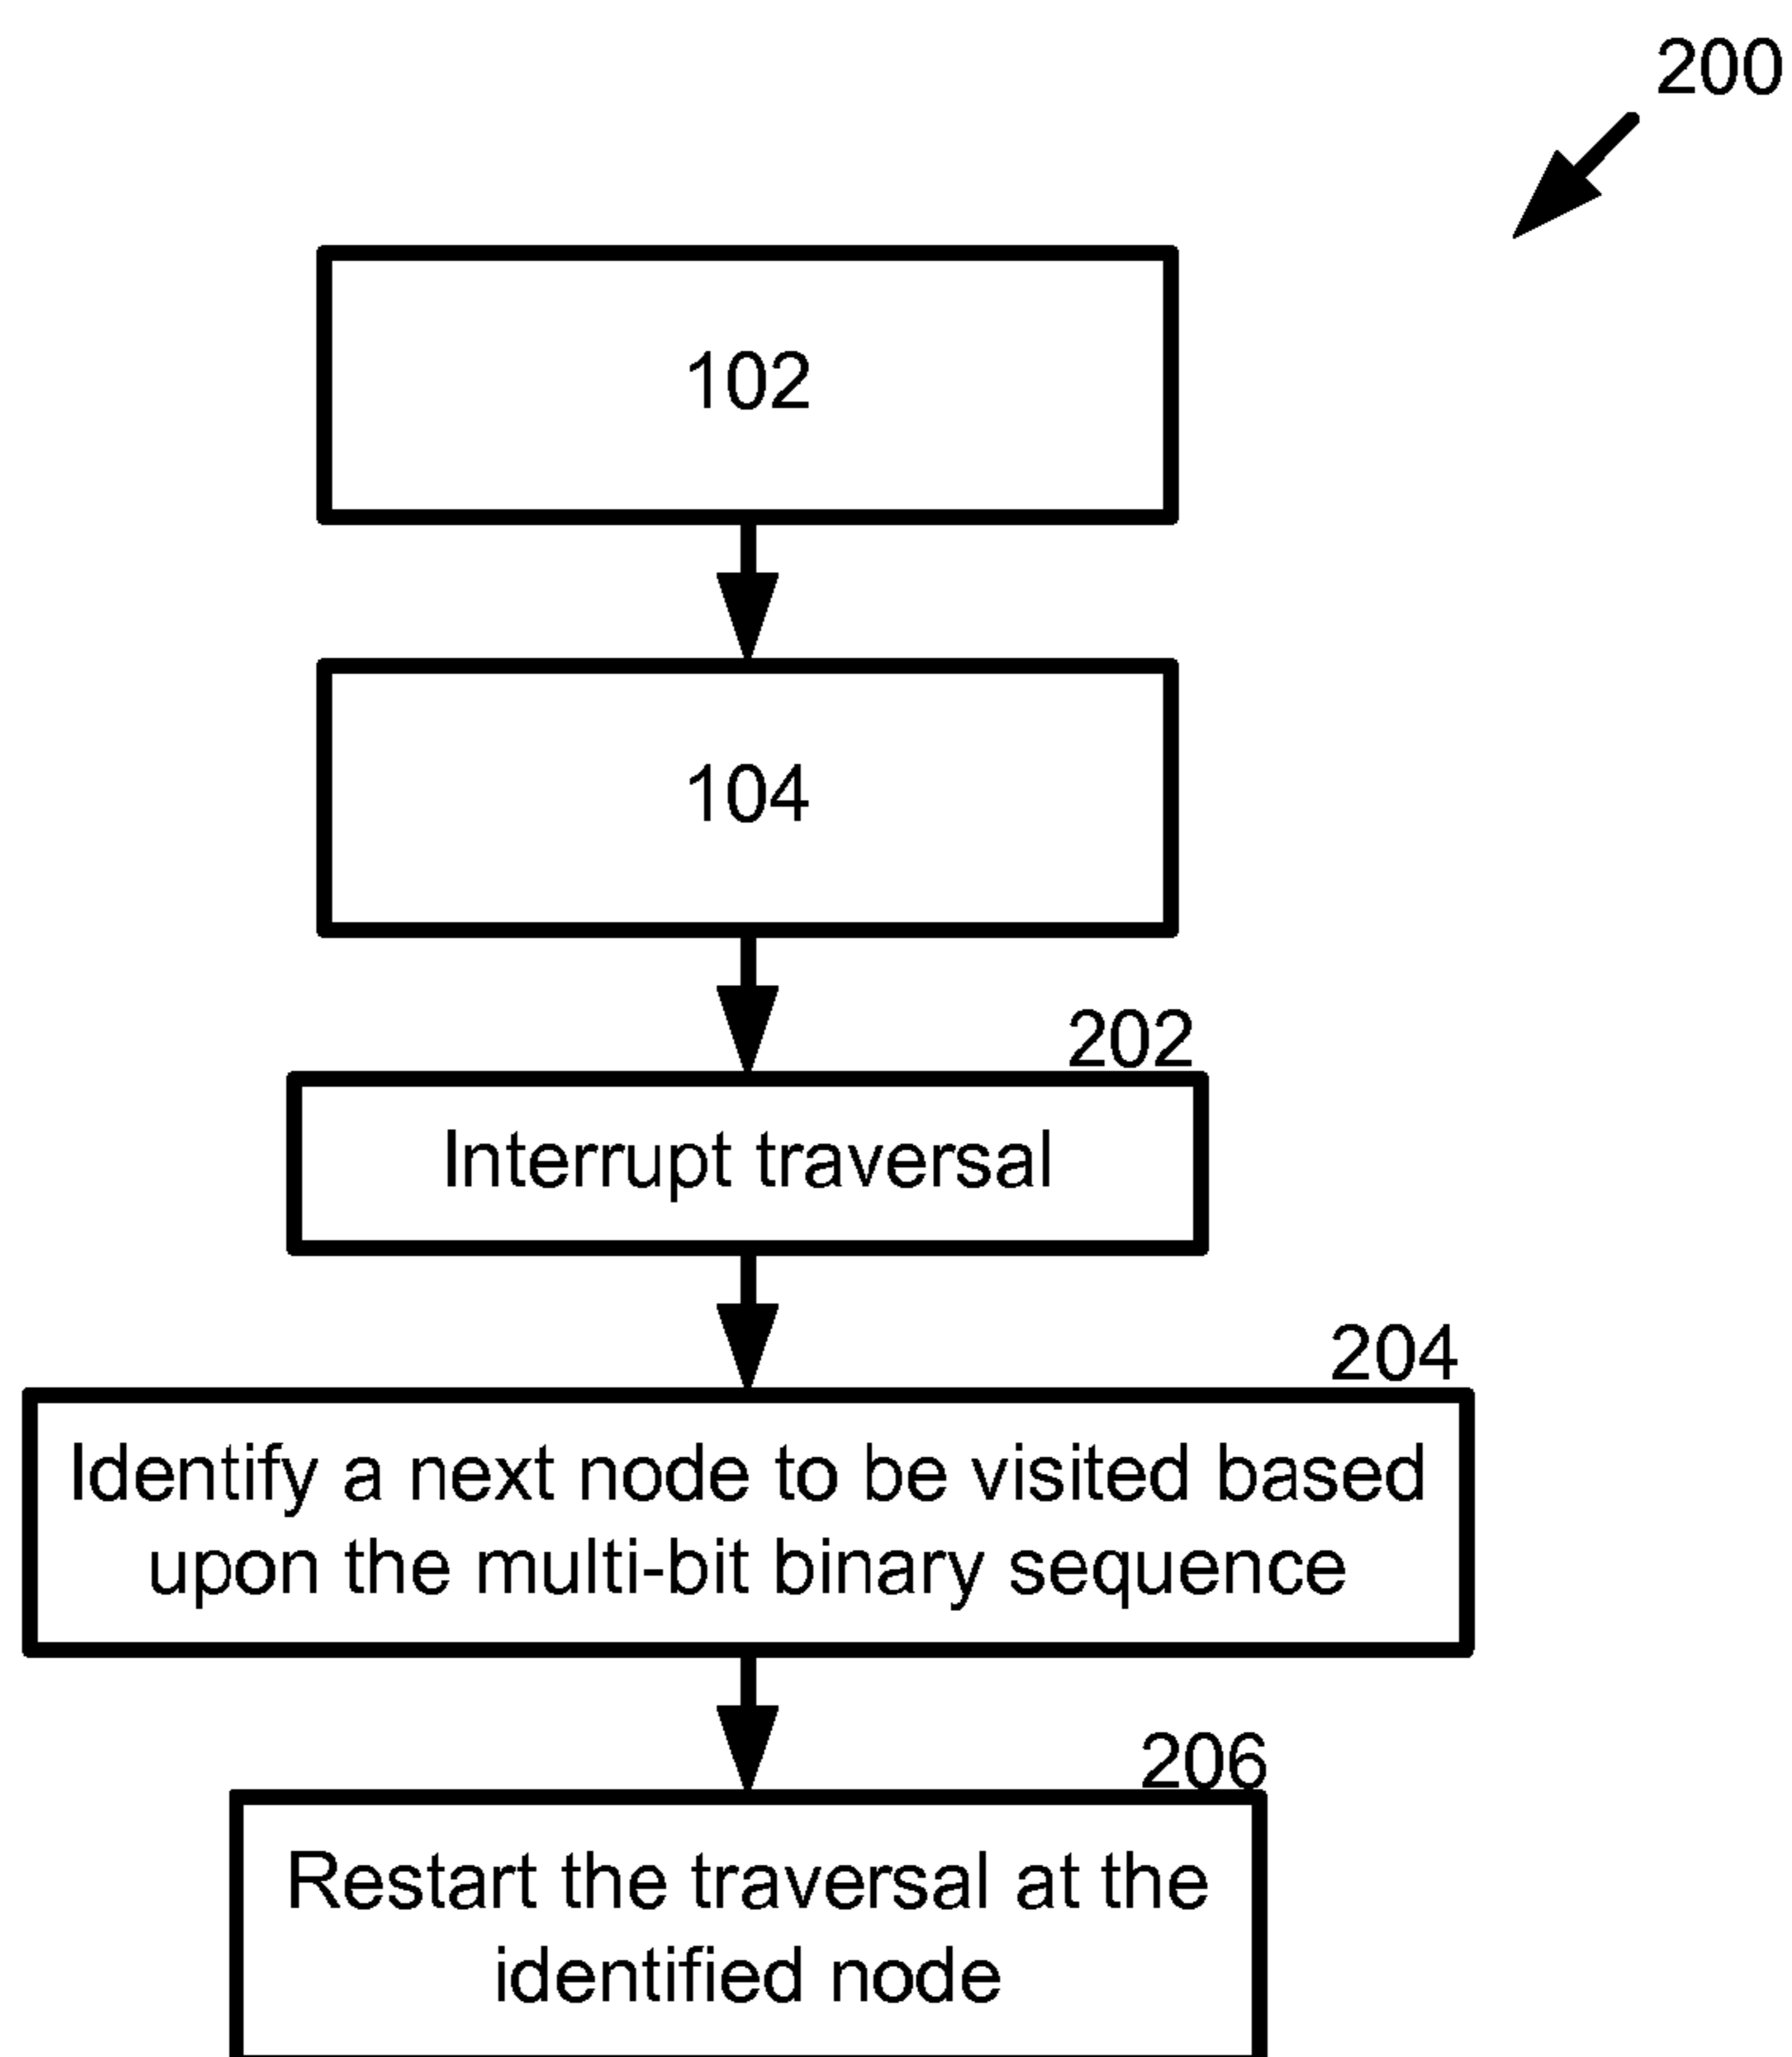 200
102
104
202
Interrupt traversal
204
Identify a next node to be visited based
upon the multi-bit binary sequence
206
Restart the traversal at the
identified node